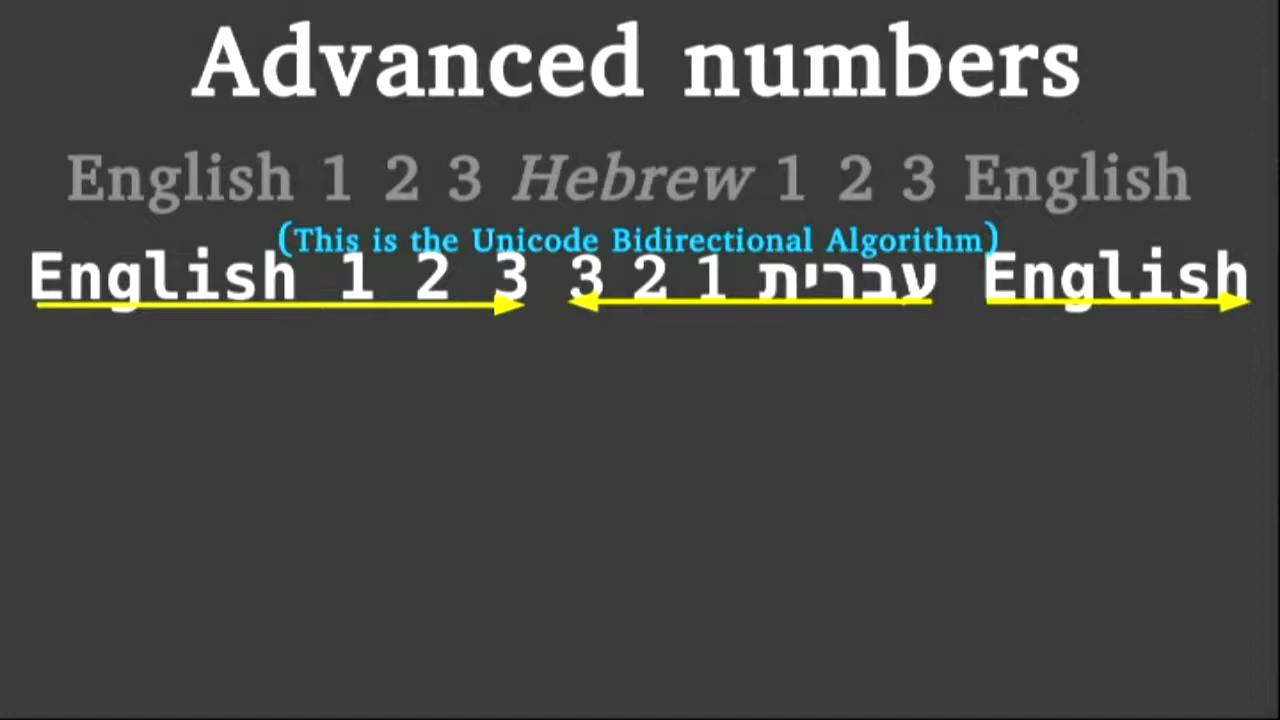 Advanced numbers
English 1 2 3 Hebrew 1 2 3 English
(This is the Unicode Bidirectional Algorithm)
English 1 2 3 עברית 1 2 3 English